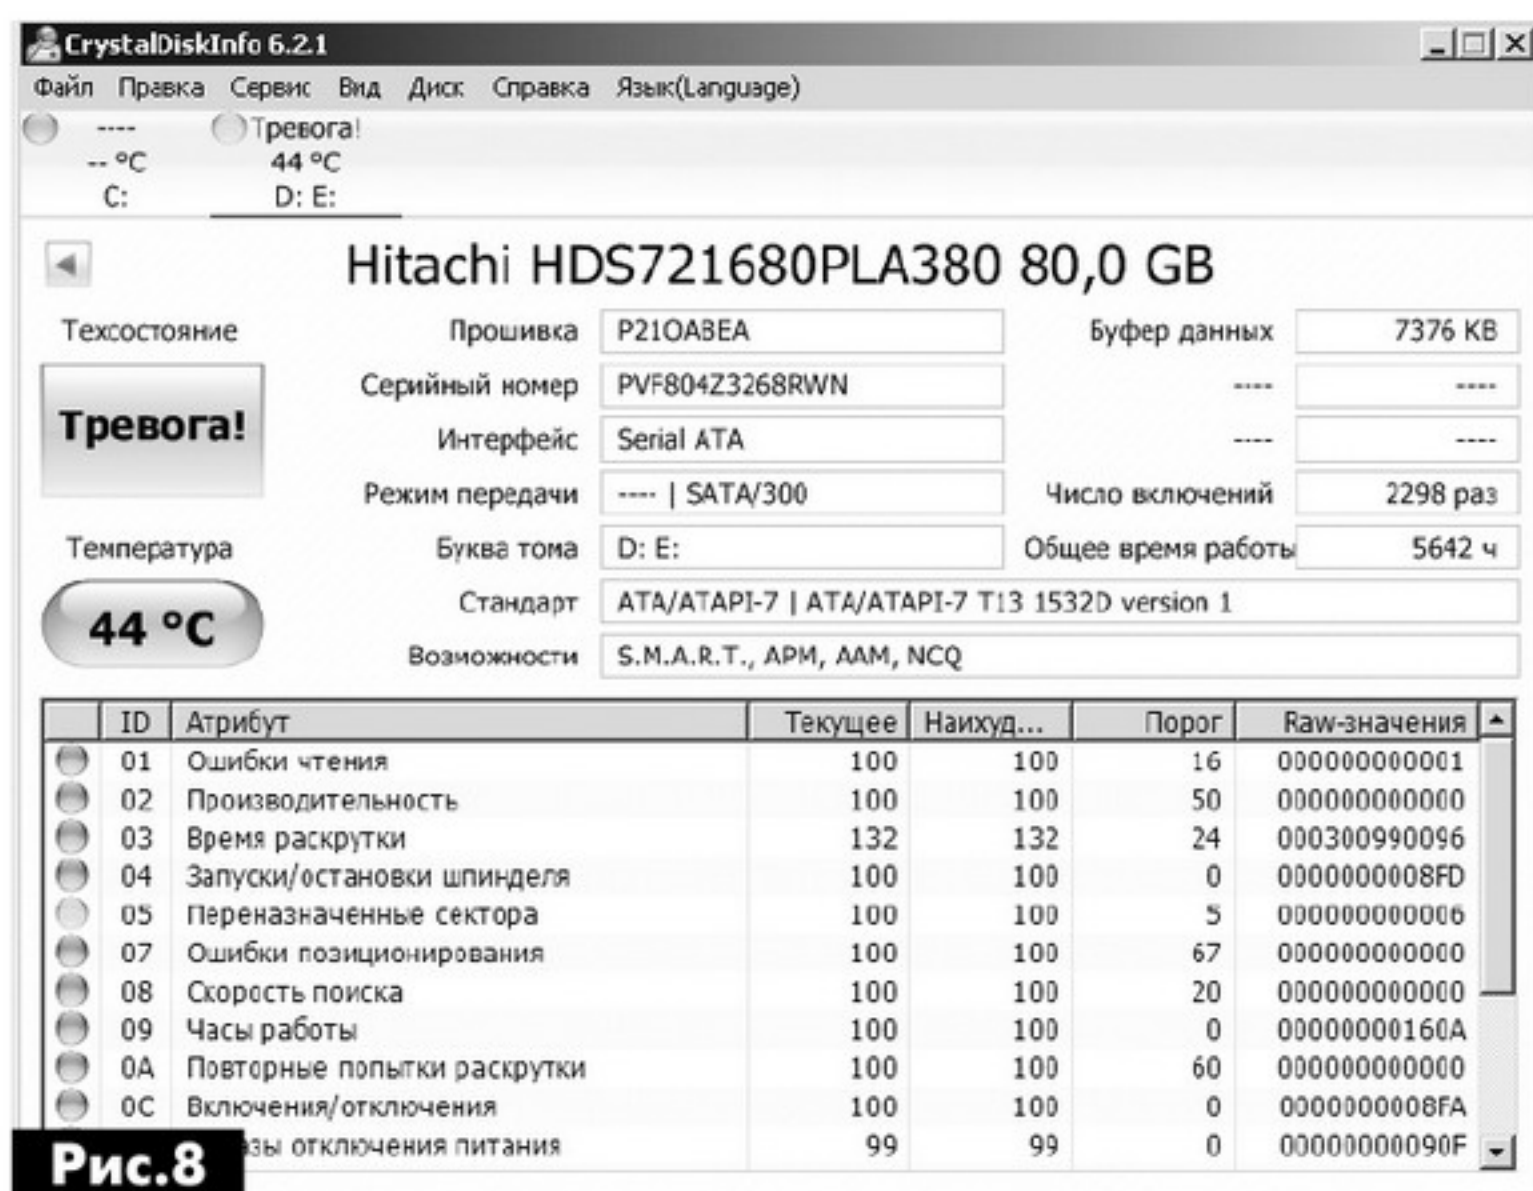 CrystalDiskInfo 6.2.1
Файл Правка Сервис Вид Диск Справка Язык(Language)
---- Тревога!
-- °C 44 °C
C: D: E:
Hitachi HDS721680PLA380 80,0 GB
Техсостояние Прошивка P21OABEA Буфер данных 7376 KB
Тревога! Серийный номер PVF804Z3268RWN ---- ----
Интерфейс Serial ATA ---- ----
Режим передачи ---- | SATA/300 Число включений 2298 раз
Температура Буква тома D: E: Общее время работы 5642 ч
44 °C Стандарт ATA/ATAPI-7 | ATA/ATAPI-7 T13 1532D version 1
Возможности S.M.A.R.T., APM, AAM, NCQ
ID Атрибут Текущее Наихуд... Порог Raw-значения
01 Ошибки чтения 100 100 16 000000000001
02 Производительность 100 100 50 000000000000
03 Время раскрутки 132 132 24 000300990096
04 Запуски/остановки шпинделя 100 100 0 0000000008FD
05 Переназначенные сектора 100 100 5 000000000006
07 Ошибки позиционирования 100 100 67 000000000000
08 Скорость поиска 100 100 20 000000000000
09 Часы работы 100 100 0 00000000160A
0A Повторные попытки раскрутки 100 100 60 000000000000
0C Включения/отключения 100 100 0 0000000008FA
зы отключения питания 99 99 0 00000000090F
Рис.8